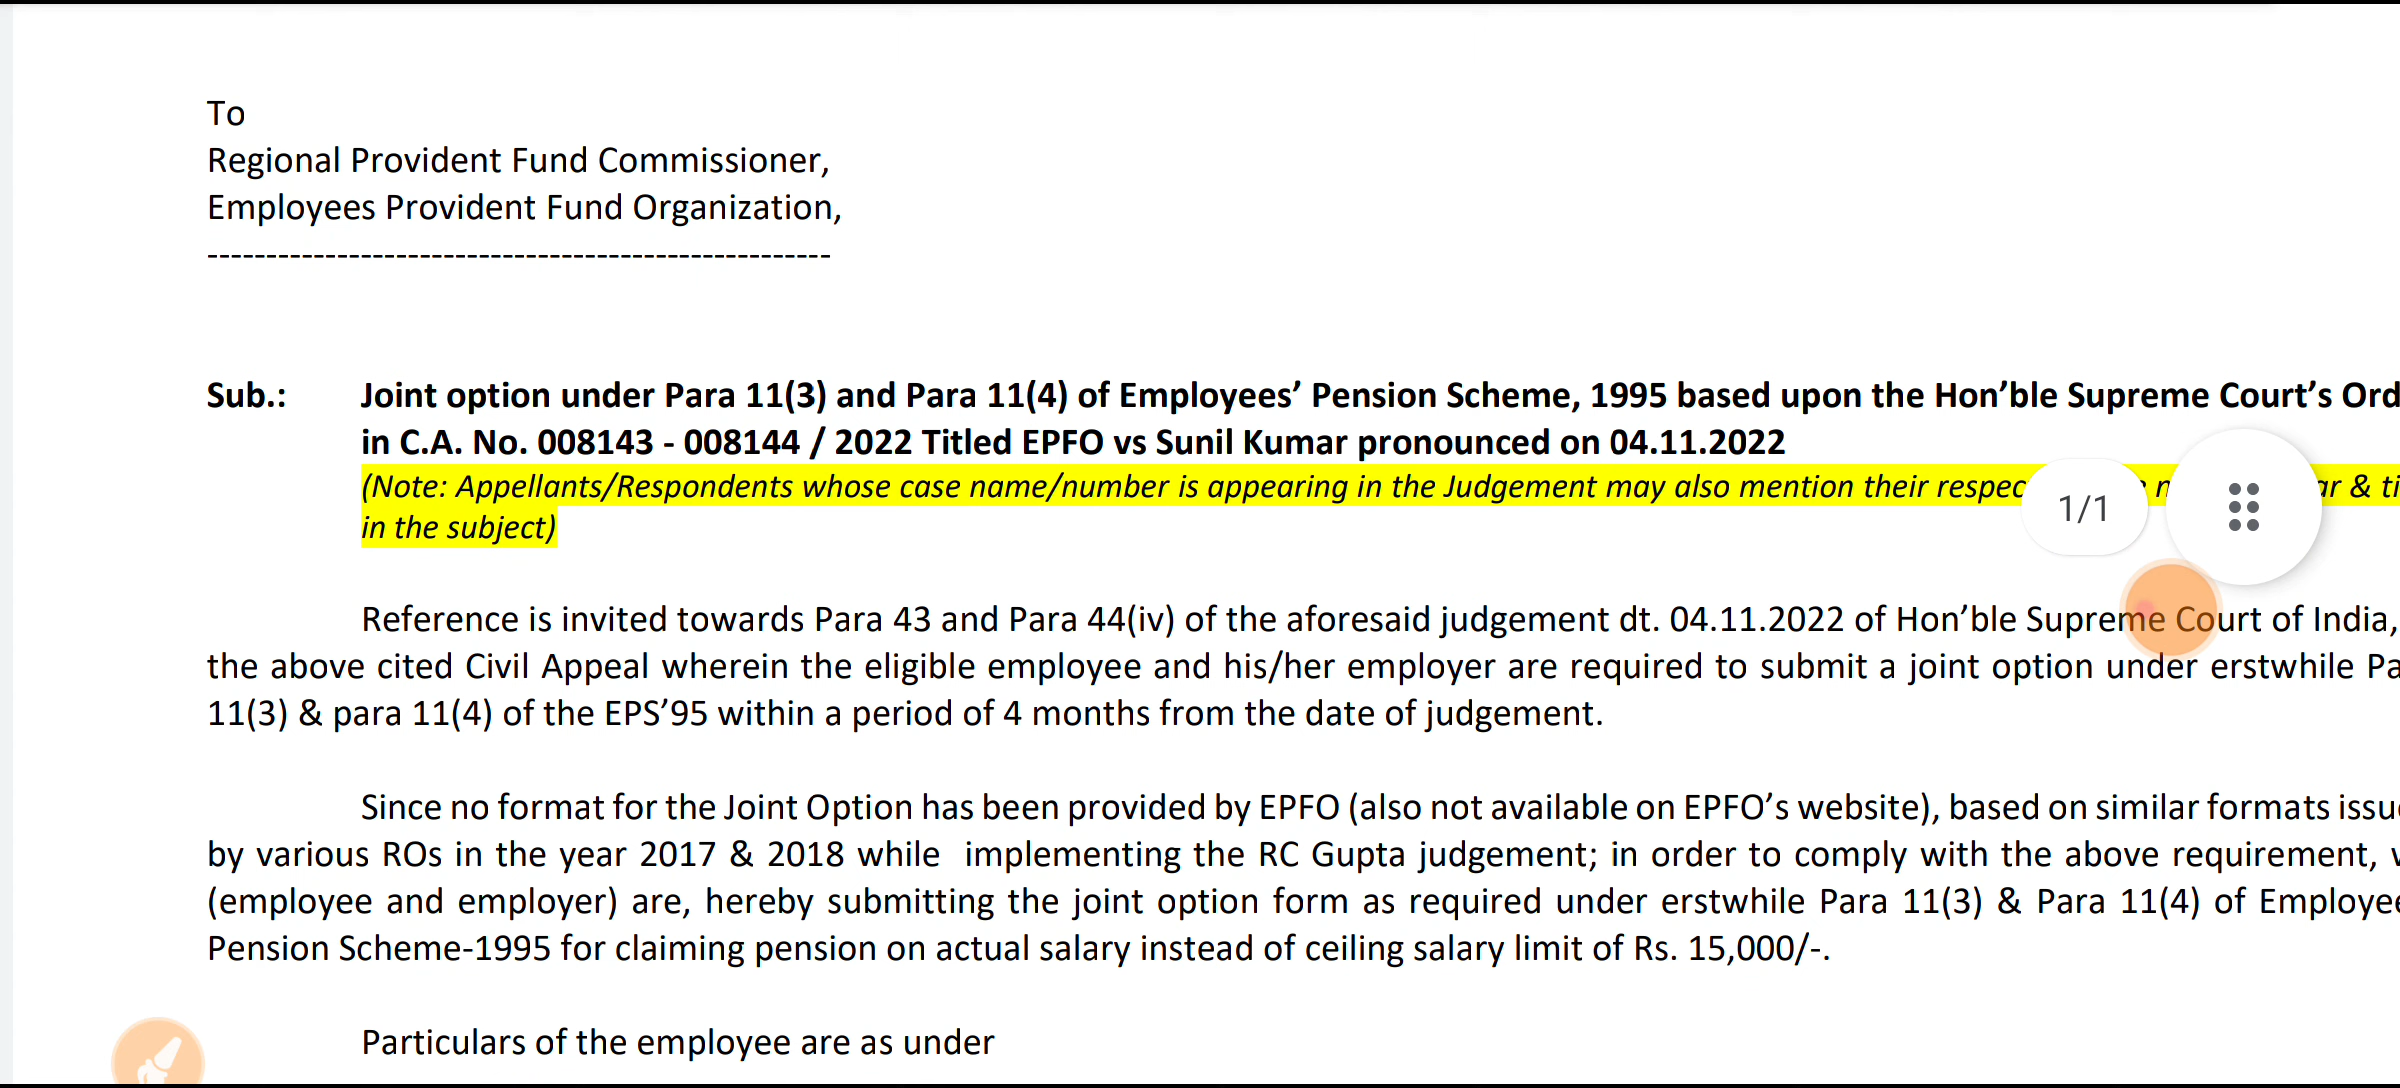 To
Regional Provident Fund Commissioner,
Employees Provident Fund Organization,
-----------------------------------------------------
Sub.: Joint option under Para 11(3) and Para 11(4) of Employees’ Pension Scheme, 1995 based upon the Hon’ble Supreme Court’s
in C.A. No. 008143 - 008144 / 2022 Titled EPFO vs Sunil Kumar pronounced on 04.11.2022
(Note: Appellants/Respondents whose case name/number is appearing in the Judgement may also mention their &
1/1
in the subject)
Reference is invited towards Para 43 and Para 44(iv) of the aforesaid judgement dt. 04.11.2022 of Hon’ble Supreme Court of India,
the above cited Civil Appeal wherein the eligible employee and his/her employer are required to submit a joint option under erstwhile
11(3) & para 11(4) of the EPS’95 within a period of 4 months from the date of judgement.
Since no format for the Joint Option has been provided by EPFO (also not available on EPFO’s website), based on similar formats
by various ROs in the year 2017 & 2018 while implementing the RC Gupta judgement; in order to comply with the above requirement,
(employee and employer) are, hereby submitting the joint option form as required under erstwhile Para 11(3) & Para 11(4) of
Pension Scheme-1995 for claiming pension on actual salary instead of ceiling salary limit of Rs. 15,000/-.
Particulars of the employee are as under